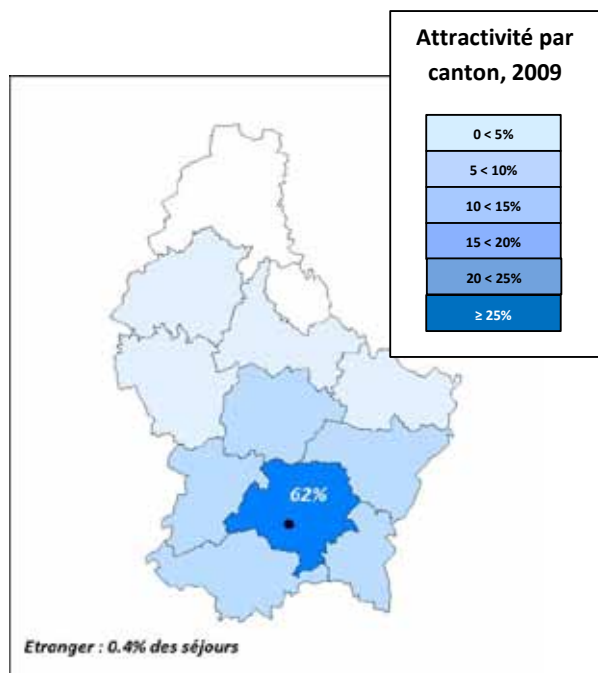 Attractivité par
canton, 2009
0 < 5%
5 < 10%
10 < 15%
15 < 20%
20 < 25%
≥ 25%
62%
Etranger : 0.4% des séjours